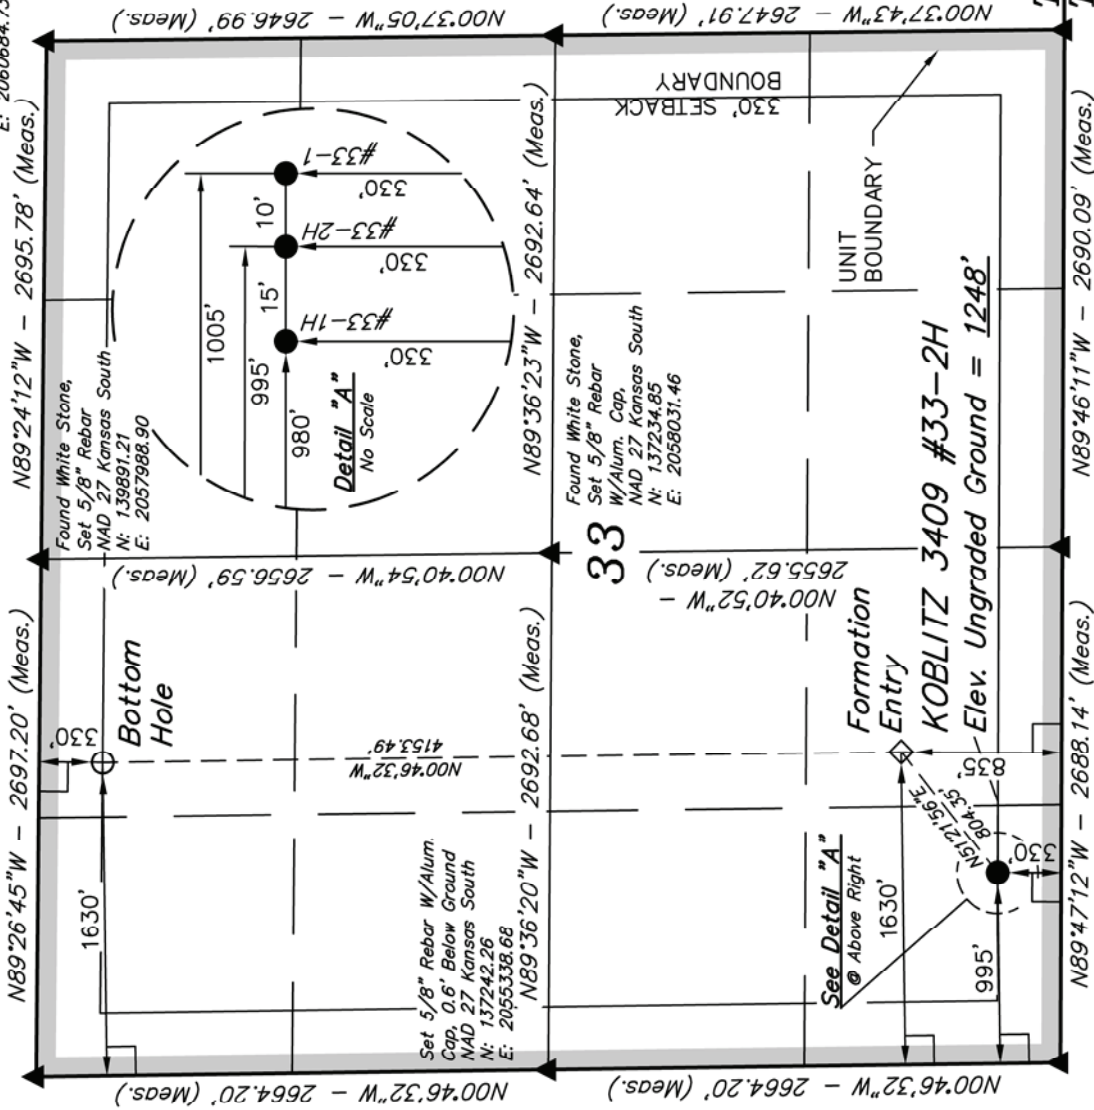 E: 2060684.75
N89°26'45"W – 2697.20' (Meas.)
N89°24'12"W – 2695.78' (Meas.)
N00°37'05"W – 2646.99' (Meas.)
N00°37'43"W – 2647.91' (Meas.)
Found White Stone,
Set 5/8" Rebar
NAD 27 Kansas South
N: 139891.21
E: 2057988.90
330'
Bottom
Hole
1630'
N00°40'54"W – 2656.59' (Meas.)
1005'
995'
980'
15'
10'
#33-1H
#33-2H
#33-1
330'
330'
330'
Detail "A"
No Scale
330' SETBACK
BOUNDARY
N00°46'32"W
4153.49'
Set 5/8" Rebar W/Alum.
Cap, 0.6' Below Ground
NAD 27 Kansas South
N: 137242.26
E: 2055338.68
N00°46'32"W – 2664.20' (Meas.)
N89°36'20"W – 2692.68' (Meas.)
N89°36'23"W – 2692.64' (Meas.)
33
Found White Stone,
Set 5/8" Rebar
W/Alum. Cap,
NAD 27 Kansas South
N: 137234.85
E: 2058031.46
N00°40'52"W –
2655.62' (Meas.)
UNIT
BOUNDARY
Formation
Entry
KOBLITZ 3409 #33-2H
Elev. Ungraded Ground = 1248'
See Detail "A"
@ Above Right
1630'
N51°21'56"E
804.35'
835'
330'
995'
N00°46'32"W – 2664.20' (Meas.)
N89°47'12"W – 2688.14' (Meas.)
N89°46'11"W – 2690.09' (Meas.)